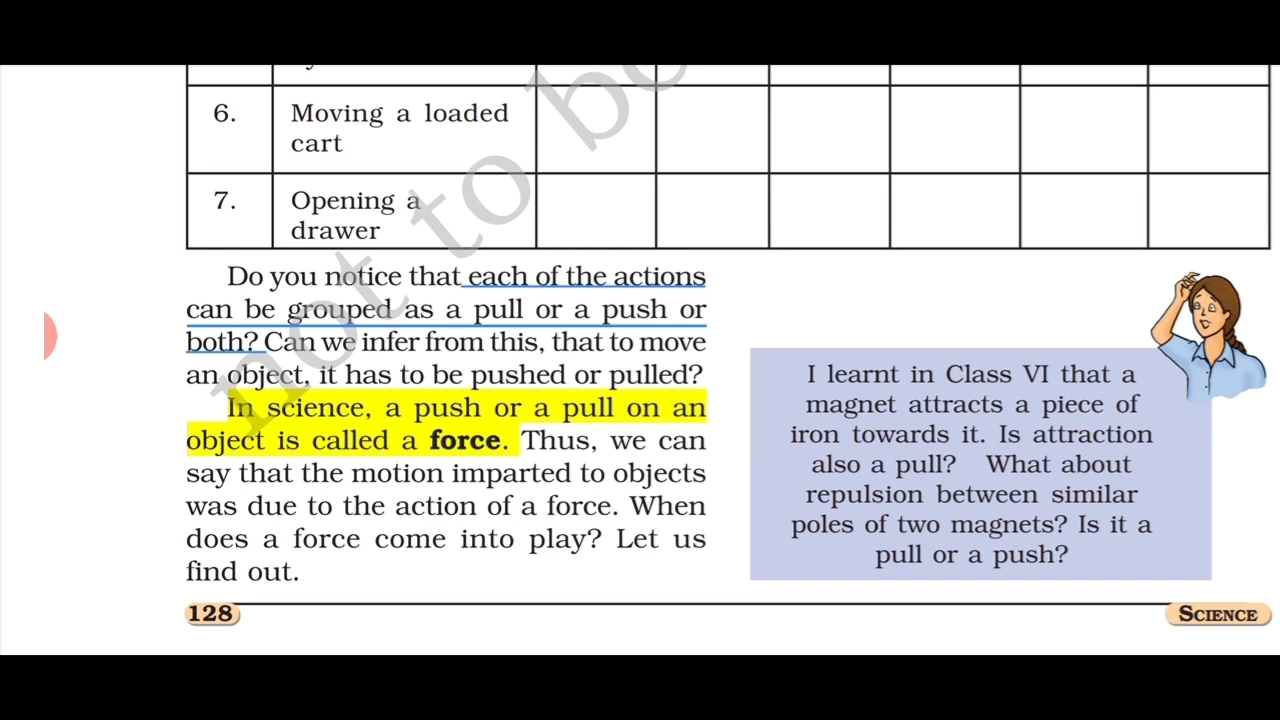 6. Moving a loaded
cart
7. Opening a
drawer
not to be
Do you notice that each of the actions
can be grouped as a pull or a push or
both? Can we infer from this, that to move
an object, it has to be pushed or pulled?
In science, a push or a pull on an
object is called a force. Thus, we can
say that the motion imparted to objects
was due to the action of a force. When
does a force come into play? Let us
find out.
I learnt in Class VI that a
magnet attracts a piece of
iron towards it. Is attraction
also a pull? What about
repulsion between similar
poles of two magnets? Is it a
pull or a push?
128
SCIENCE